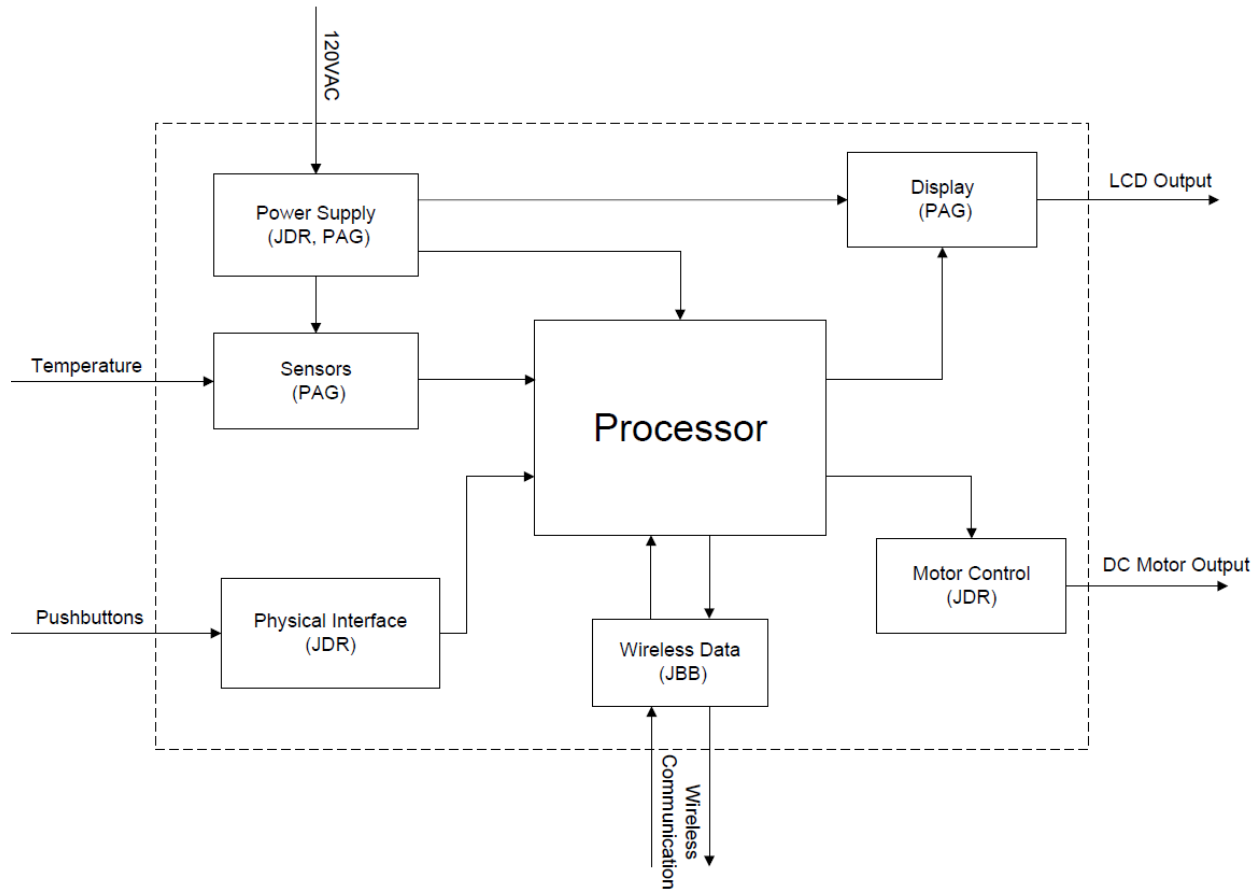 120VAC
Power Supply
(JDR, PAG)
Display
(PAG)
LCD Output
Temperature
Sensors
(PAG)
Processor
Motor Control
(JDR)
DC Motor Output
Pushbuttons
Physical Interface
(JDR)
Wireless Data
(JBB)
Wireless
Communication